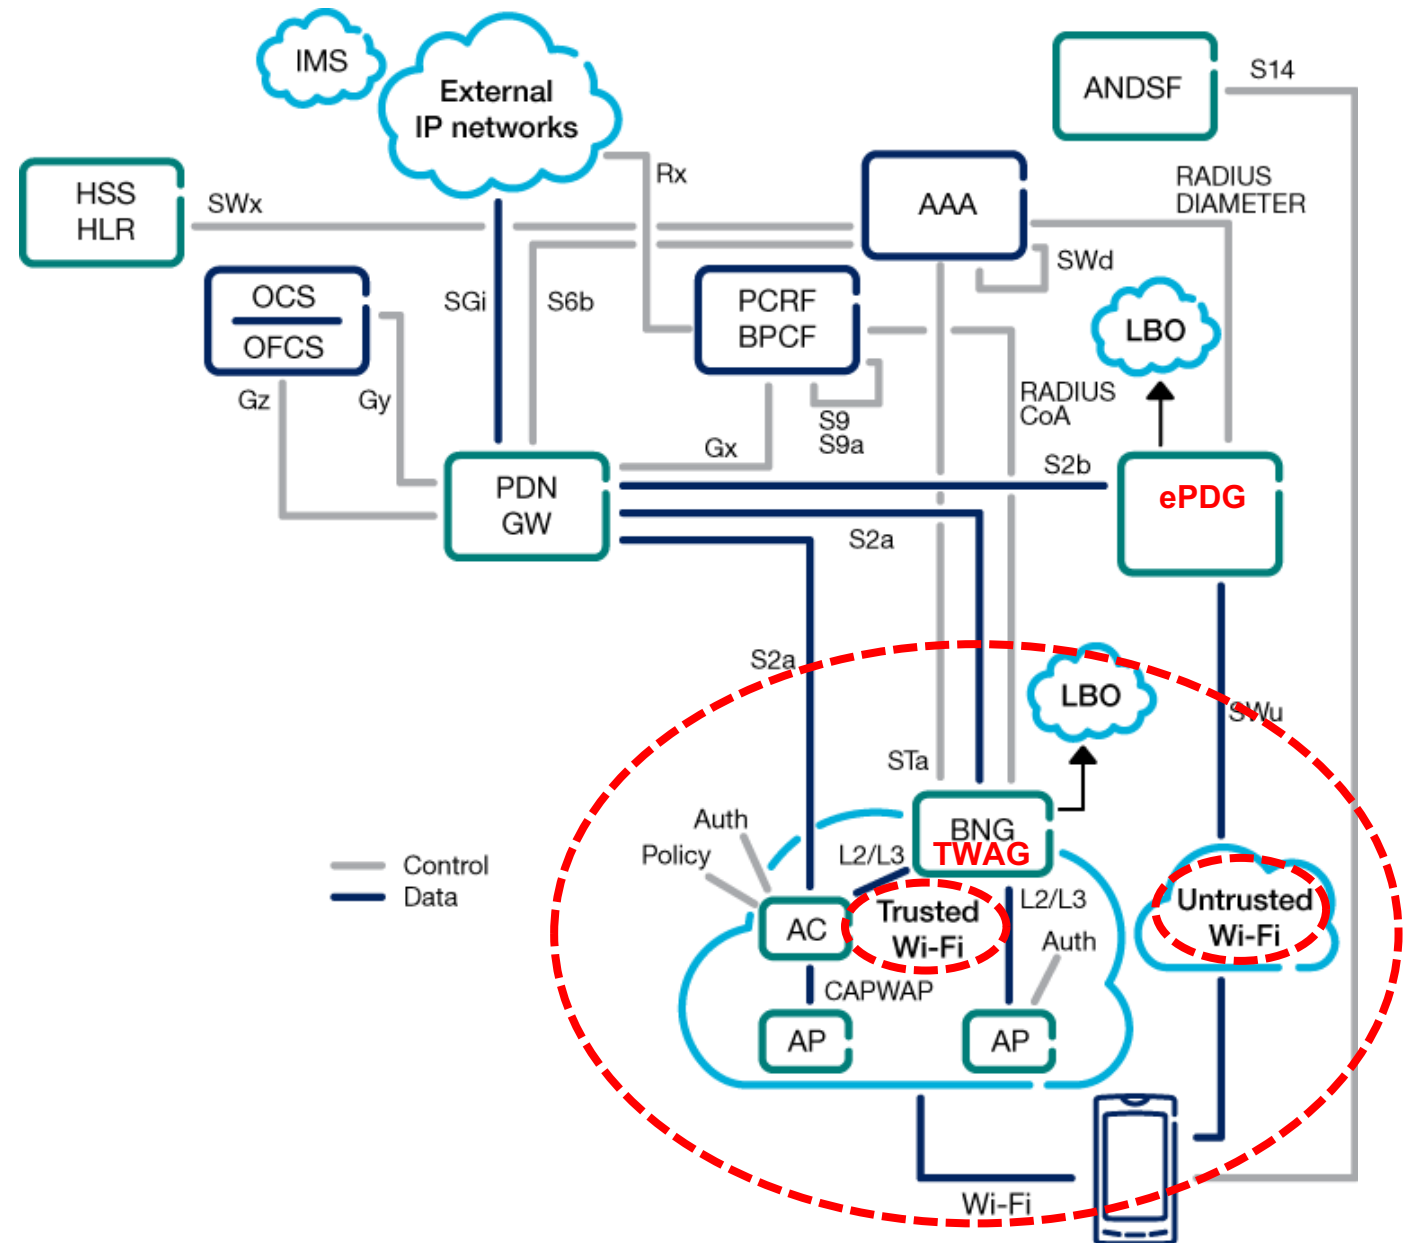 IMS
External
IP networks
ANDSF
S14
HSS
HLR
SWx
Rx
AAA
RADIUS
DIAMETER
SWd
OCS
OFCS
SGi
S6b
PCRF
BPCF
LBO
Gz
Gy
S9
S9a
RADIUS
CoA
Gx
S2b
PDN
GW
ePDG
S2a
S2a
LBO
SWu
STa
Auth
Policy
BNG
TWAG
L2/L3
Control
Data
AC
Trusted
Wi-Fi
L2/L3
Auth
Untrusted
Wi-Fi
CAPWAP
AP
AP
Wi-Fi